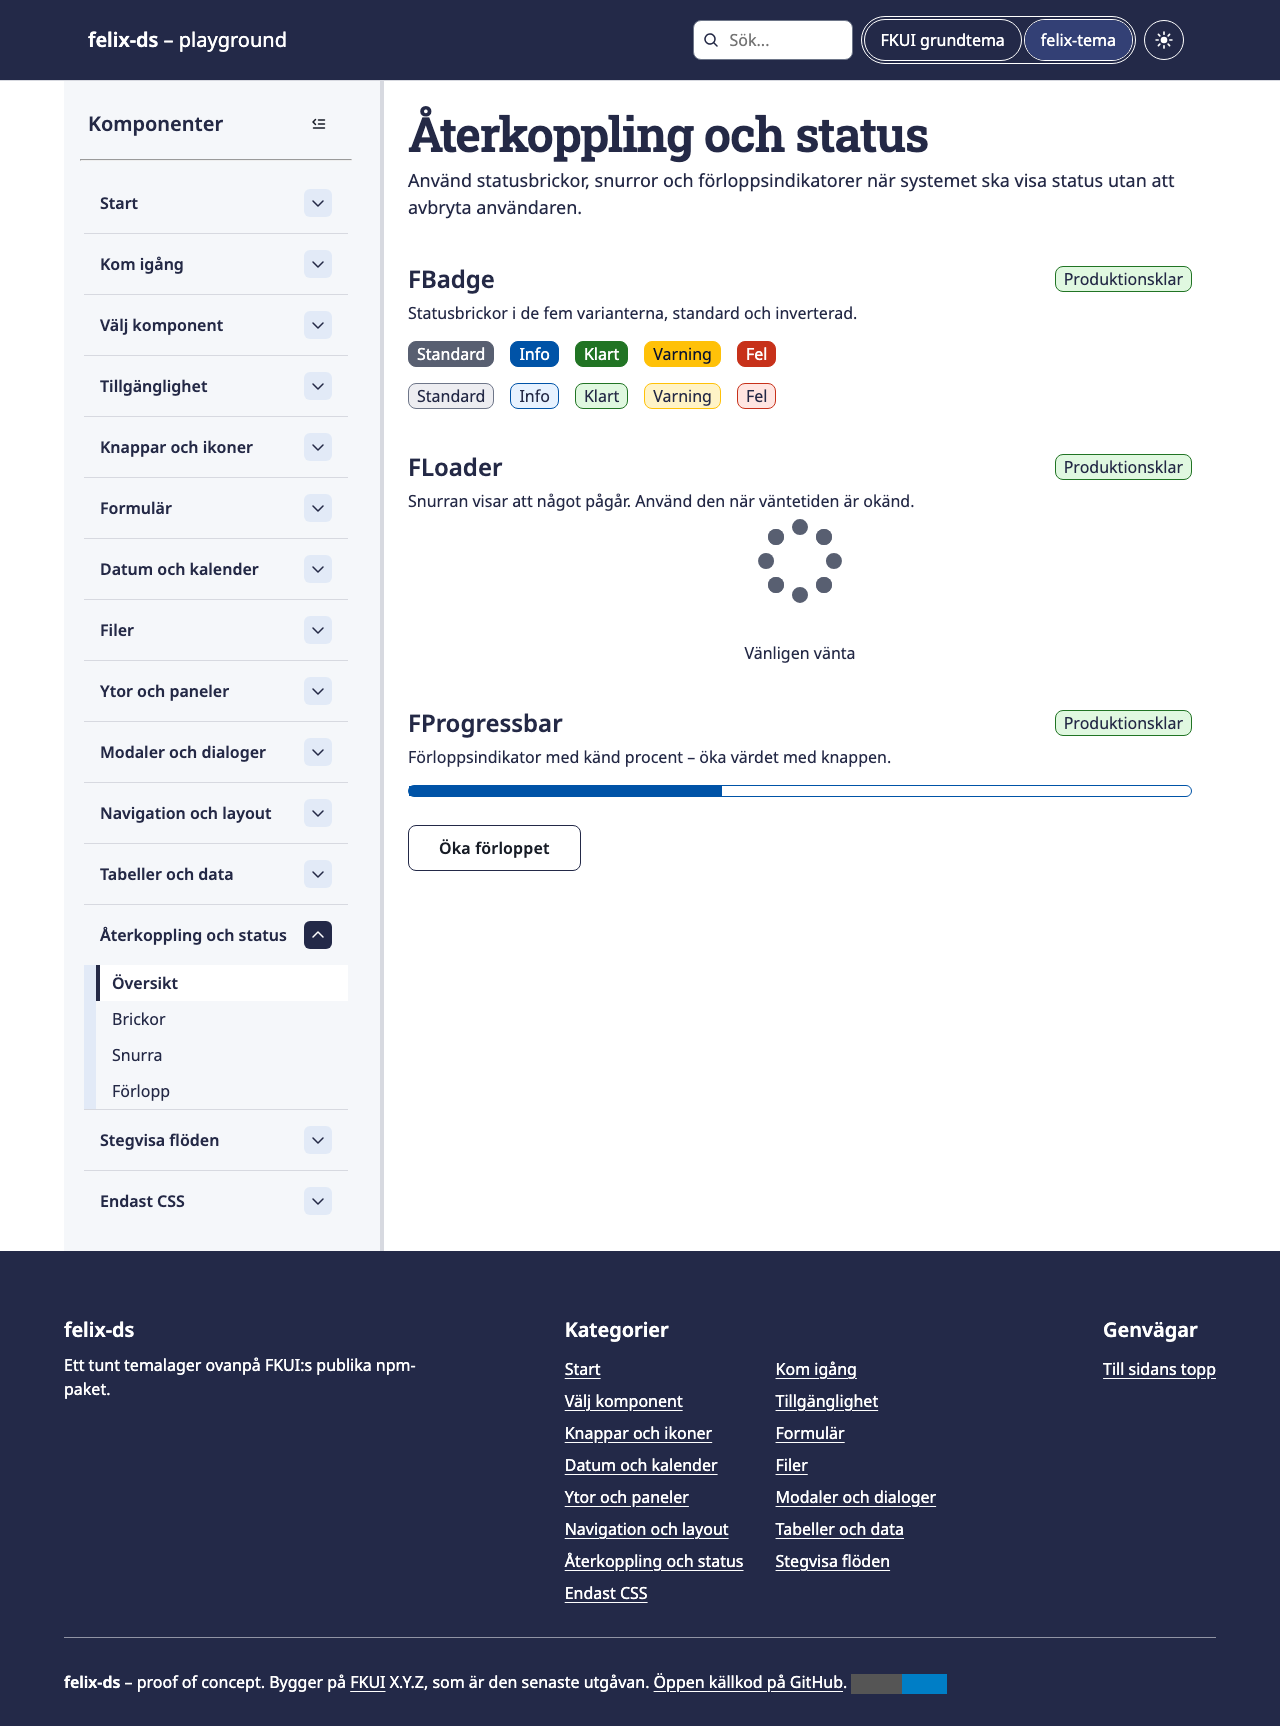 felix-ds – playground
Sök...
FKUI grundtema
felix-tema
Komponenter
Start
Kom igång
Välj komponent
Tillgänglighet
Knappar och ikoner
Formulär
Datum och kalender
Filer
Ytor och paneler
Modaler och dialoger
Navigation och layout
Tabeller och data
Återkoppling och status
Översikt
Brickor
Snurra
Förlopp
Stegvisa flöden
Endast CSS
Återkoppling och status
Använd statusbrickor, snurror och förloppsindikatorer när systemet ska visa status utan att
avbryta användaren.
FBadge
Produktionsklar
Statusbrickor i de fem varianterna, standard och inverterad.
Standard Info Klart Varning Fel
Standard Info Klart Varning Fel
FLoader
Produktionsklar
Snurran visar att något pågår. Använd den när väntetiden är okänd.
Vänligen vänta
FProgressbar
Produktionsklar
Förloppsindikator med känd procent – öka värdet med knappen.
Öka förloppet
felix-ds
Ett tunt temalager ovanpå FKUI:s publika npm-
paket.
Kategorier
Start
Kom igång
Välj komponent
Tillgänglighet
Knappar och ikoner
Formulär
Datum och kalender
Filer
Ytor och paneler
Modaler och dialoger
Navigation och layout
Tabeller och data
Återkoppling och status
Stegvisa flöden
Endast CSS
Genvägar
Till sidans topp
felix-ds – proof of concept. Bygger på FKUI X.Y.Z, som är den senaste utgåvan. Öppen källkod på GitHub.